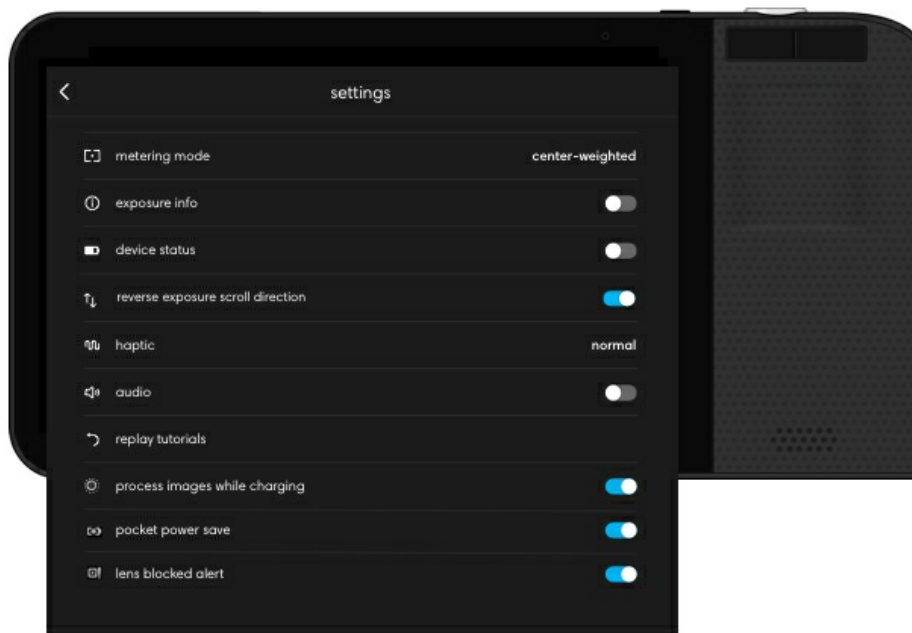 settings
metering mode center-weighted
exposure info
device status
reverse exposure scroll direction
haptic normal
audio
replay tutorials
process images while charging
pocket power save
lens blocked alert